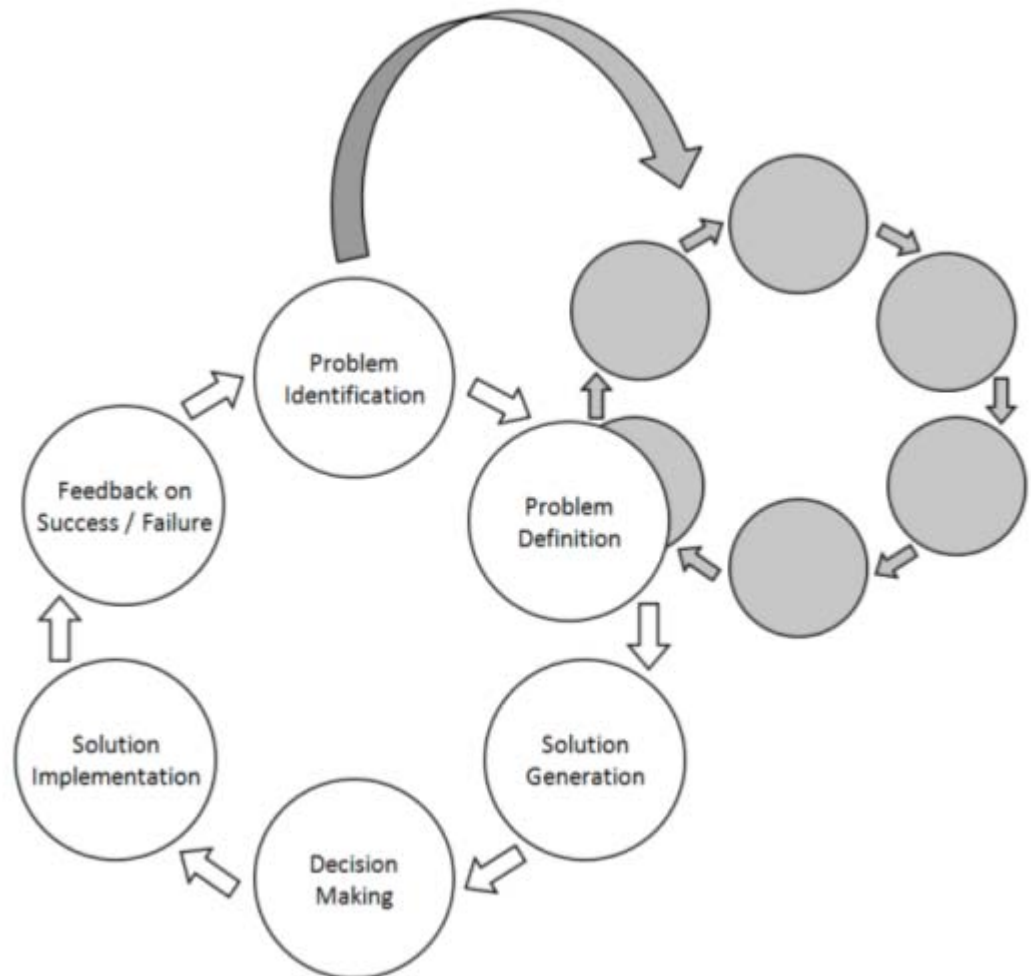 Problem
Identification
Problem
Definition
Solution
Generation
Decision
Making
Solution
Implementation
Feedback on
Success / Failure